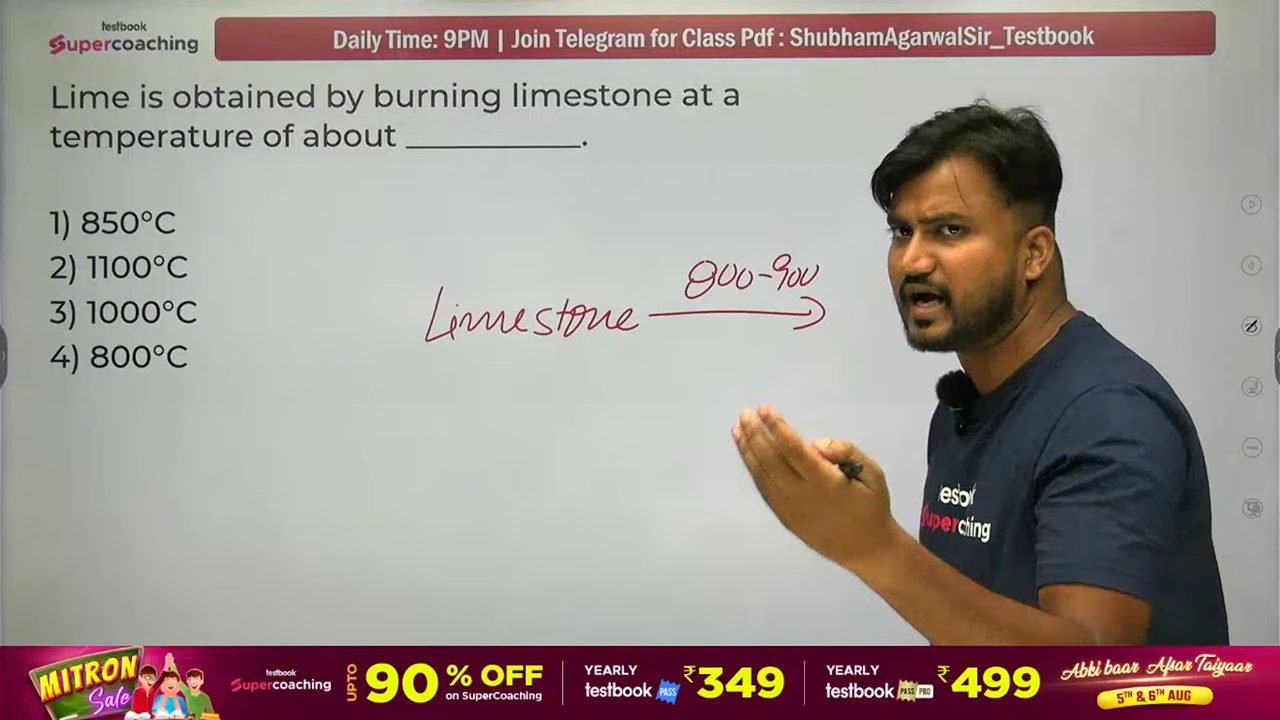 testbook
Supercoaching
Daily Time: 9PM | Join Telegram for Class Pdf : ShubhamAgarwalSir_Testbook
Lime is obtained by burning limestone at a
temperature of about __________.
1) 850°C
2) 1100°C
3) 1000°C
4) 800°C
800-900
Limestone
MITRON
Sale
testbook
Supercoaching
UPTO 90% OFF
on SuperCoaching
YEARLY
testbook PASS
₹349
YEARLY
testbook PASS PRO
₹499
Abki baar Afsar Taiyaar
5TH & 6TH AUG